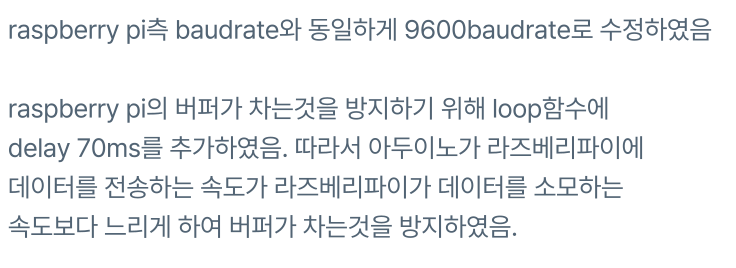 raspberry pi측 baudrate와 동일하게 9600baudrate로 수정하였음
raspberry pi의 버퍼가 차는것을 방지하기 위해 loop함수에
delay 70ms를 추가하였음. 따라서 아두이노가 라즈베리파이에
데이터를 전송하는 속도가 라즈베리파이가 데이터를 소모하는
속도보다 느리게 하여 버퍼가 차는것을 방지하였음.